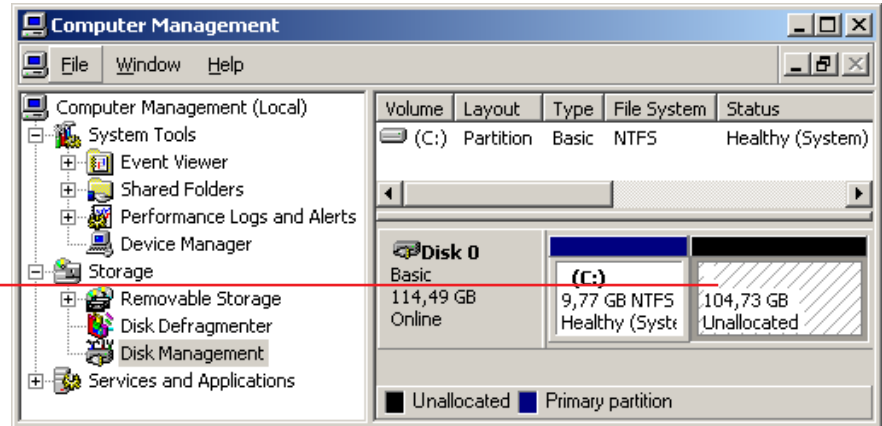 Computer Management
File Window Help
Computer Management (Local)
System Tools
Event Viewer
Shared Folders
Performance Logs and Alerts
Device Manager
Storage
Removable Storage
Disk Defragmenter
Disk Management
Services and Applications
Volume Layout Type File System Status
(C:) Partition Basic NTFS Healthy (System)
Disk 0
Basic
114,49 GB
Online
(C:)
9,77 GB NTFS
Healthy (Syste
104,73 GB
Unallocated
Unallocated Primary partition